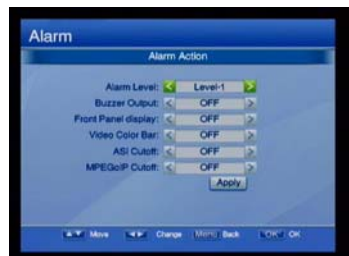 Alarm
Alarm Action
Alarm Level: < Level-1 >
Buzzer Output: < OFF >
Front Panel display: < OFF >
Video Color Bar: < OFF >
ASI Cutoff: < OFF >
MPEGoIP Cutoff: < OFF >
Apply
▲▼ Move ◄► Change Menu Back OK OK